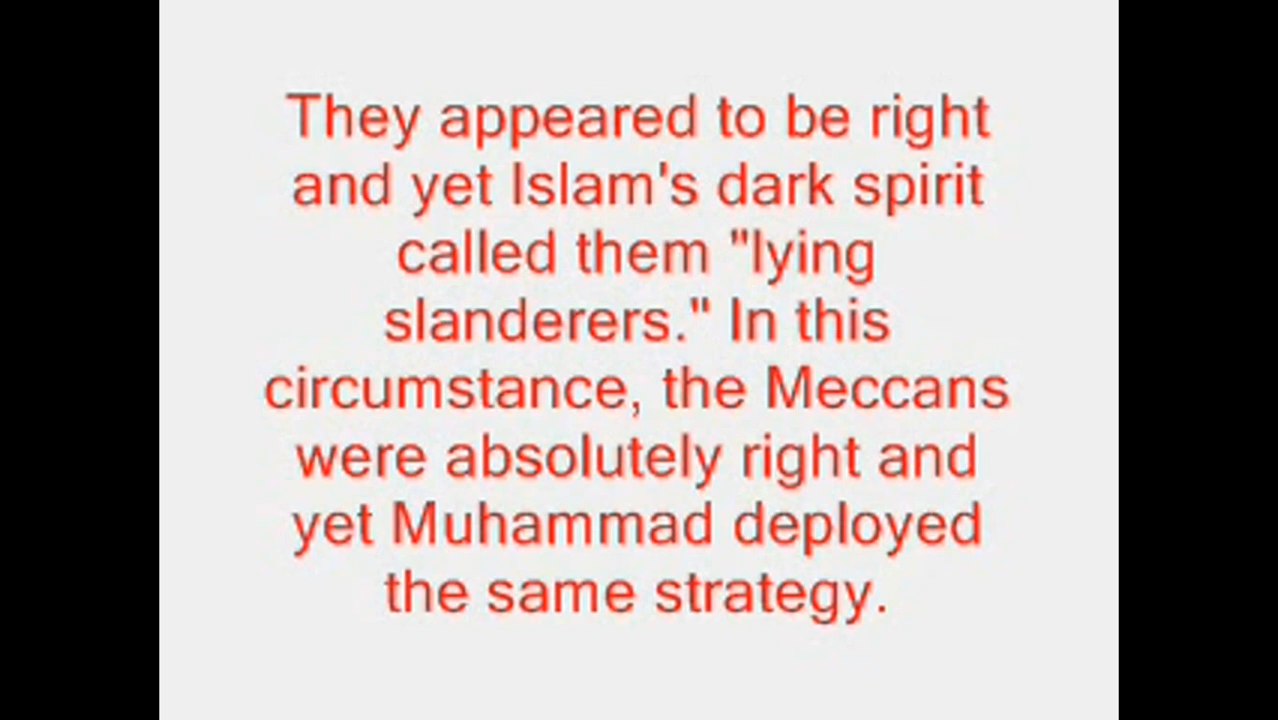 They appeared to be right
and yet Islam's dark spirit
called them "lying
slanderers." In this
circumstance, the Meccans
were absolutely right and
yet Muhammad deployed
the same strategy.